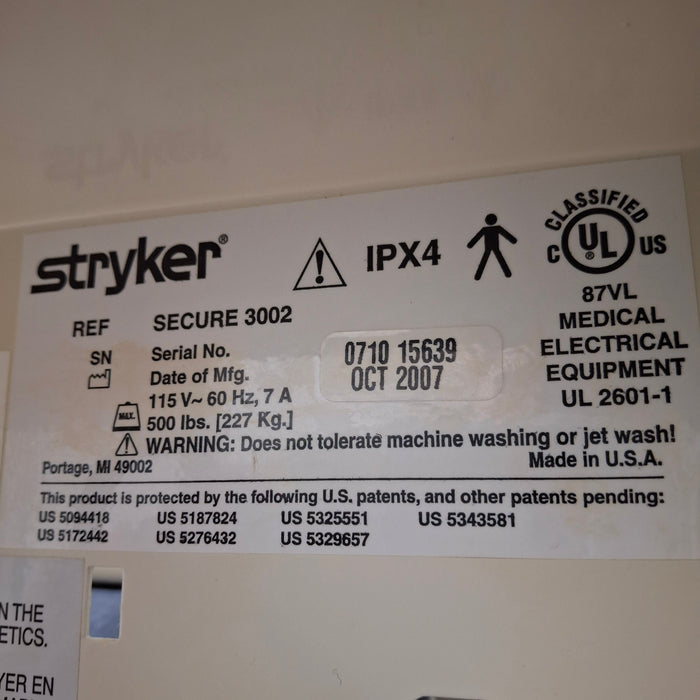 stryker®
IPX4
CLASSIFIED
C UL® US
87VL
MEDICAL
ELECTRICAL
EQUIPMENT
UL 2601-1
REF SECURE 3002
SN Serial No. 0710 15639
Date of Mfg. OCT 2007
115 V~ 60 Hz, 7 A
MAX. 500 lbs. [227 Kg.]
WARNING: Does not tolerate machine washing or jet wash!
Portage, MI 49002 Made in U.S.A.
This product is protected by the following U.S. patents, and other patents pending:
US 5094418 US 5187824 US 5325551 US 5343581
US 5172442 US 5276432 US 5329657
N THE
ETICS.
YER EN